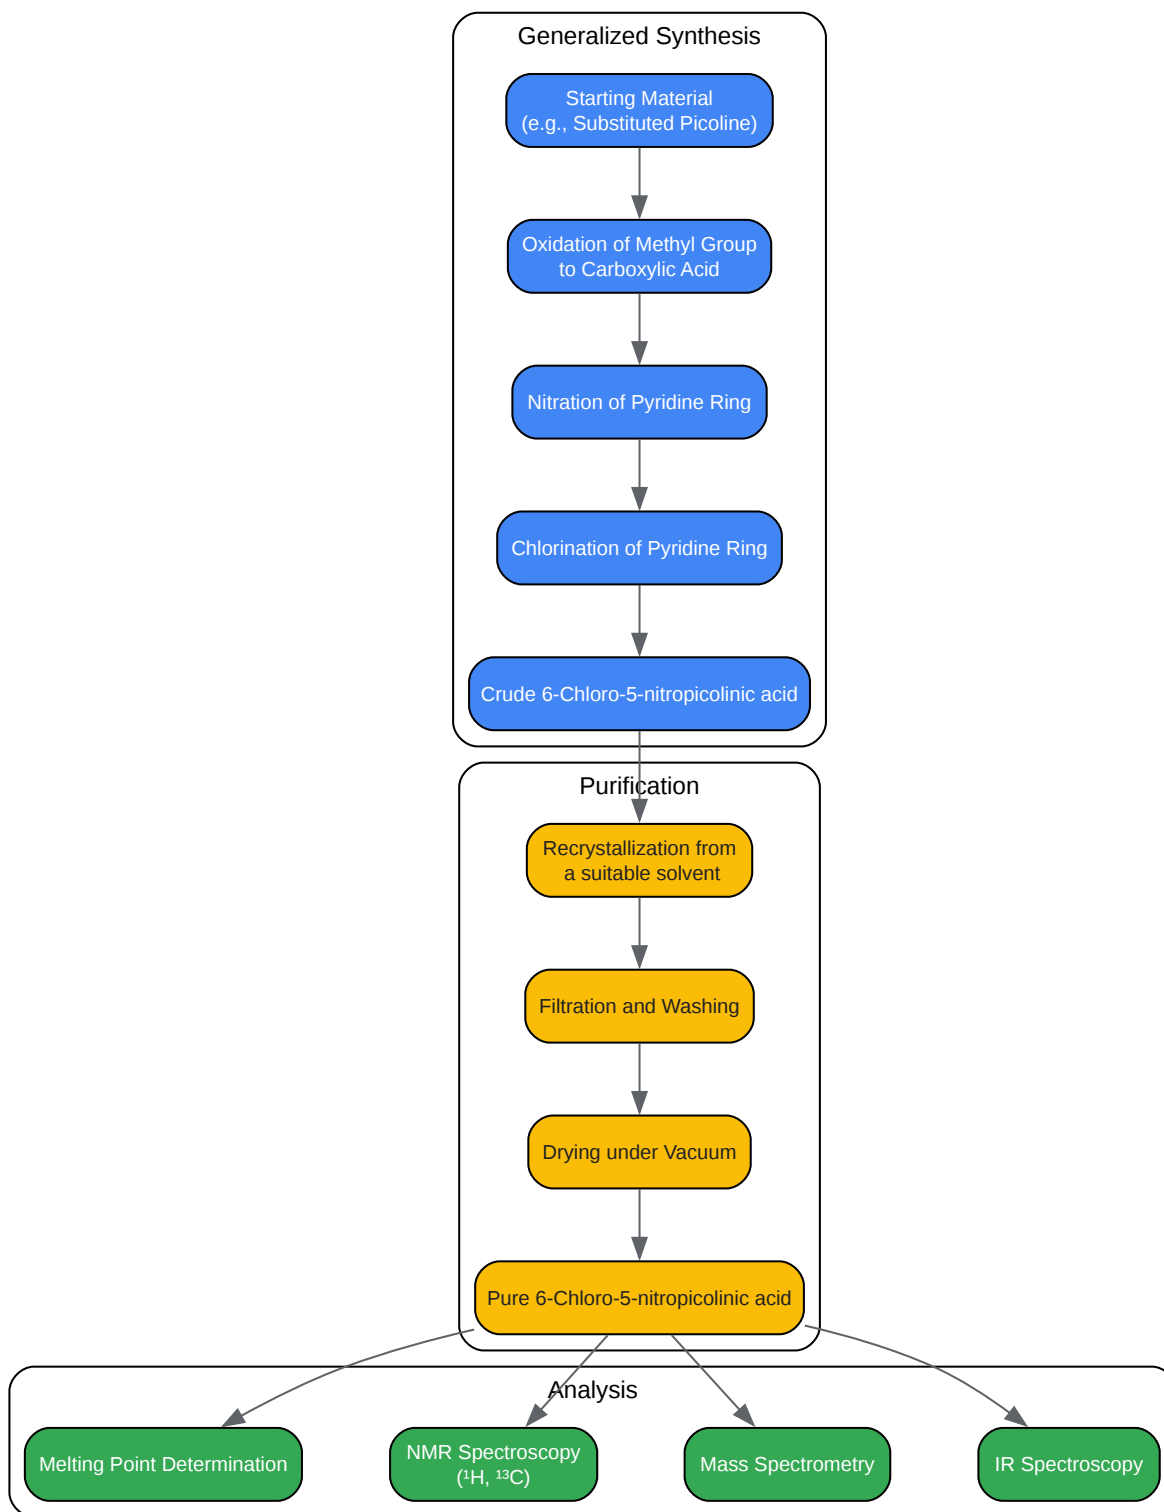 Generalized Synthesis
Starting Material
(e.g., Substituted Picoline)
Oxidation of Methyl Group
to Carboxylic Acid
Nitration of Pyridine Ring
Chlorination of Pyridine Ring
Crude 6-Chloro-5-nitropicolinic acid
Purification
Recrystallization from
a suitable solvent
Filtration and Washing
Drying under Vacuum
Pure 6-Chloro-5-nitropicolinic acid
Analysis
Melting Point Determination
NMR Spectroscopy
(¹H, ¹³C)
Mass Spectrometry
IR Spectroscopy